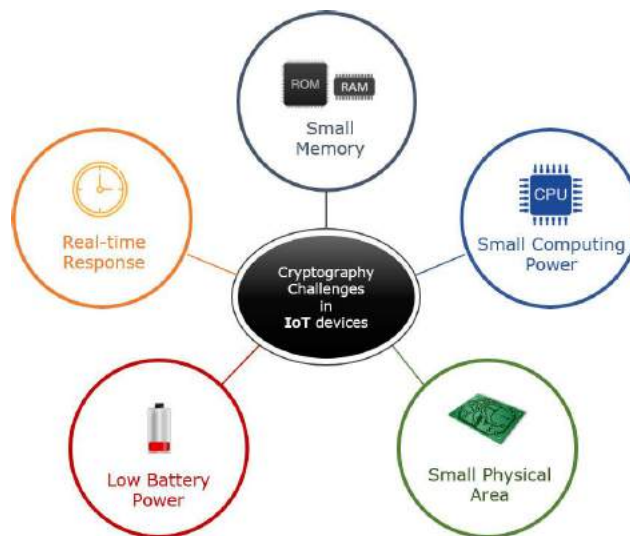 ROM
RAM
Small
Memory
CPU
Small Computing
Power
Real-time
Response
Cryptography
Challenges
in
IoT devices
Low Battery
Power
Small Physical
Area